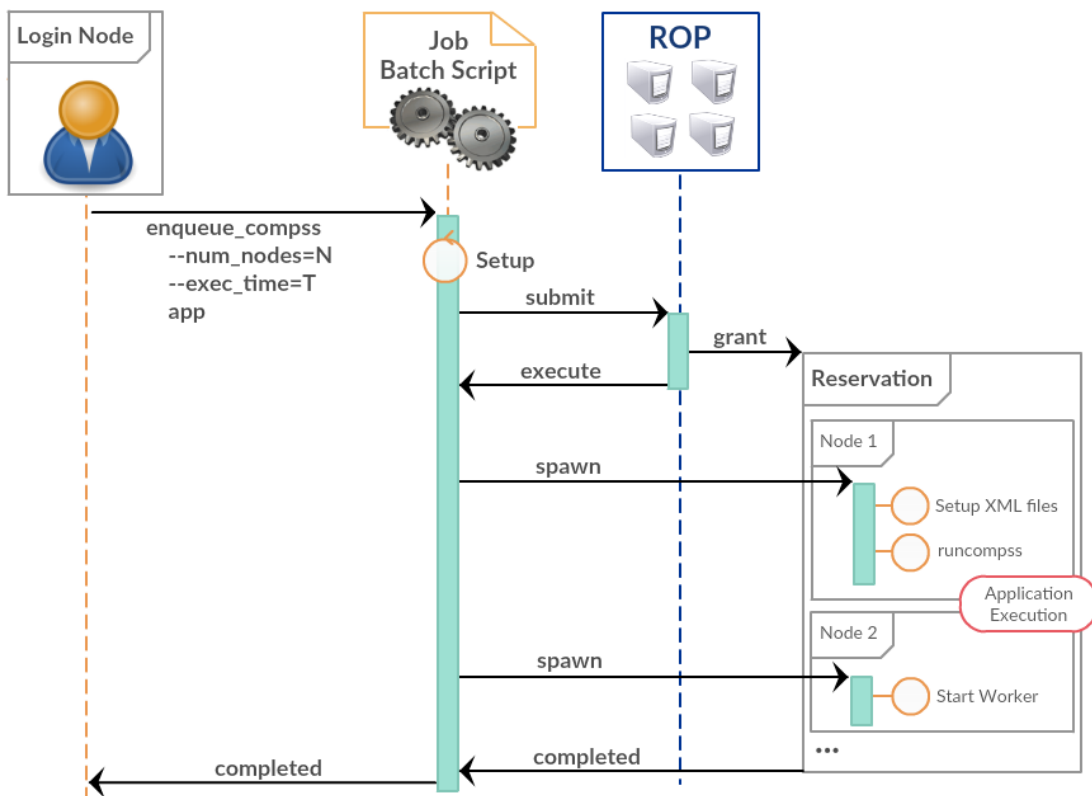 Login Node
Job
Batch Script
ROP
enqueue_compss
--num_nodes=N
--exec_time=T
app
Setup
submit
grant
execute
Reservation
Node 1
spawn
Setup XML files
runcompss
Application
Execution
Node 2
spawn
Start Worker
...
completed
completed